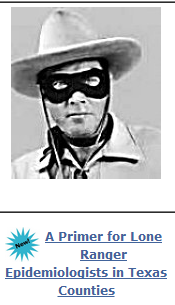 New!
A Primer for Lone
Ranger
Epidemiologists in Texas
Counties